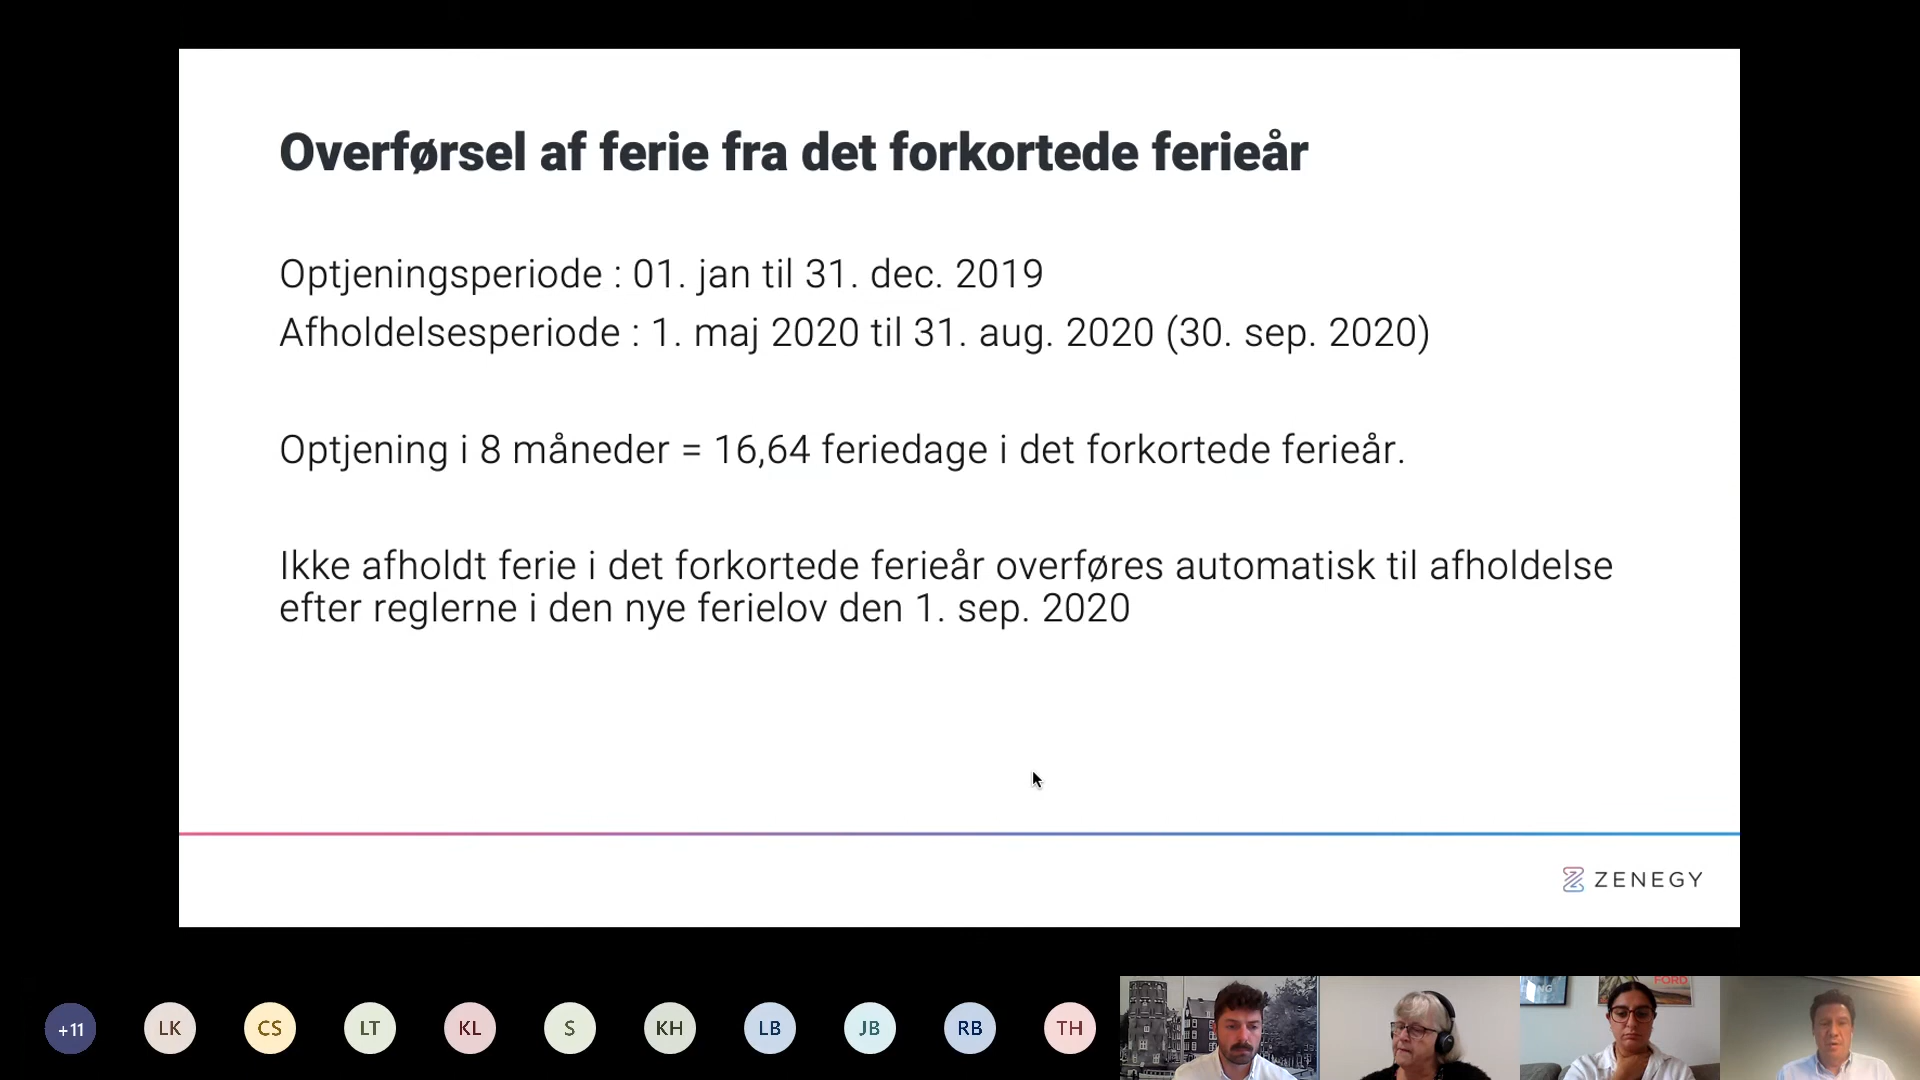 Overførsel af ferie fra det forkortede ferieår
Optjeningsperiode : 01. jan til 31. dec. 2019
Afholdelsesperiode : 1. maj 2020 til 31. aug. 2020 (30. sep. 2020)
Optjening i 8 måneder = 16,64 feriedage i det forkortede ferieår.
Ikke afholdt ferie i det forkortede ferieår overføres automatisk til afholdelse
efter reglerne i den nye ferielov den 1. sep. 2020
ZENEGY
+11 LK CS LT KL S KH LB JB RB TH
NG
FORD